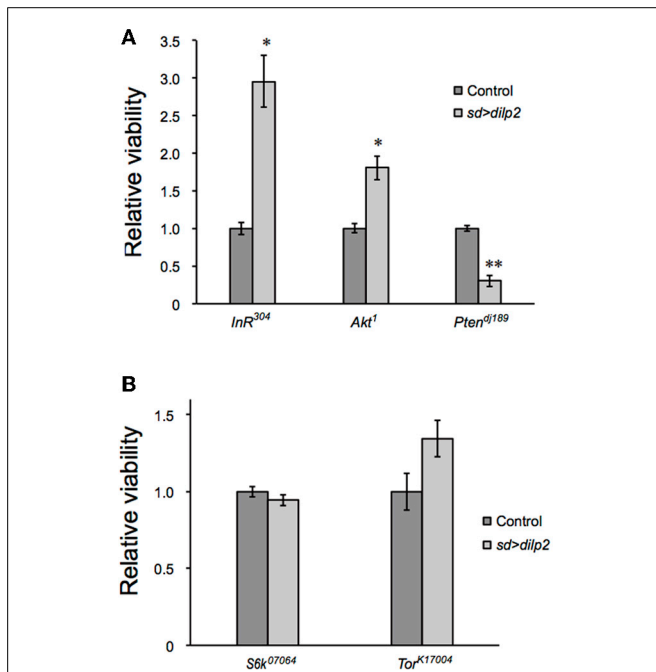 A
Relative viability
3.5
3.0
2.5
2.0
1.5
1.0
0.5
0
*
*
**
Control
sd>dilp2
InR304
Akt1
Ptendj189
B
Relative viability
1.5
1.0
0.5
0
Control
sd>dilp2
S6k07064
TorK17004